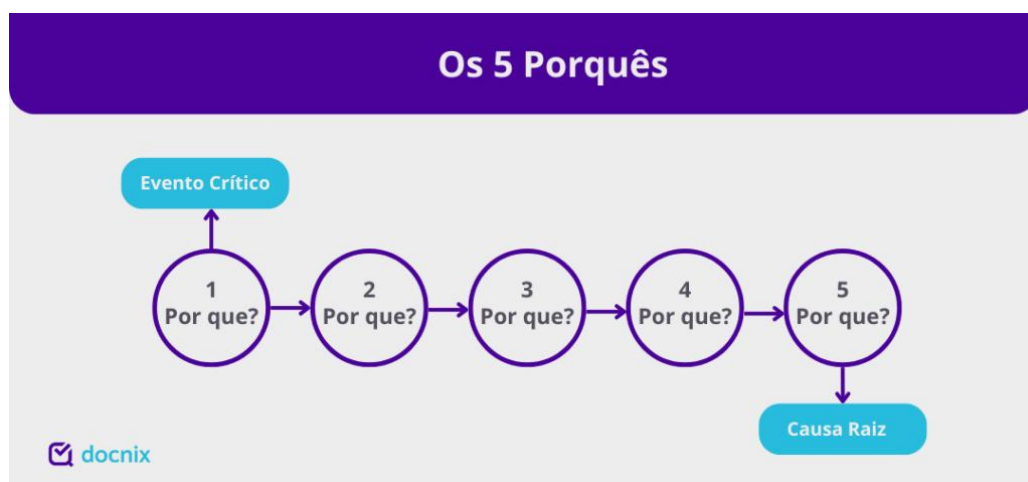 Os 5 Porquês
Evento Crítico
1
Por que?
2
Por que?
3
Por que?
4
Por que?
5
Por que?
Causa Raiz
docnix